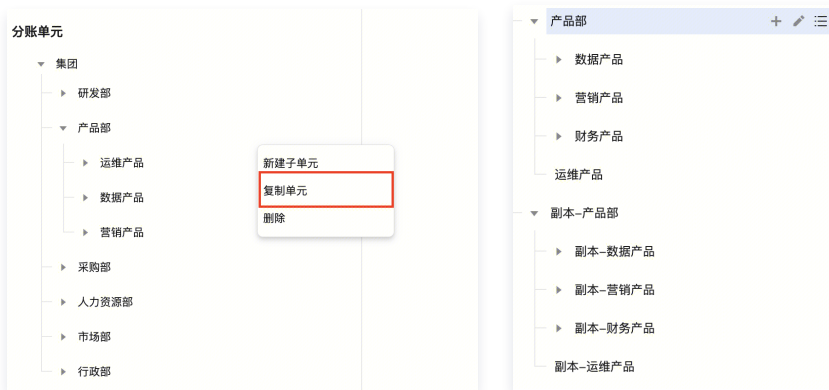 分账单元
集团
研发部
产品部
运维产品
数据产品
营销产品
采购部
人力资源部
市场部
行政部
新建子单元
复制单元
删除
产品部
数据产品
营销产品
财务产品
运维产品
副本-产品部
副本-数据产品
副本-营销产品
副本-财务产品
副本-运维产品